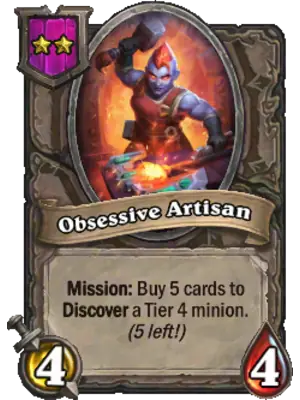 Obsessive Artisan
Mission: Buy 5 cards to
Discover a Tier 4 minion.
(5 left!)
4 4